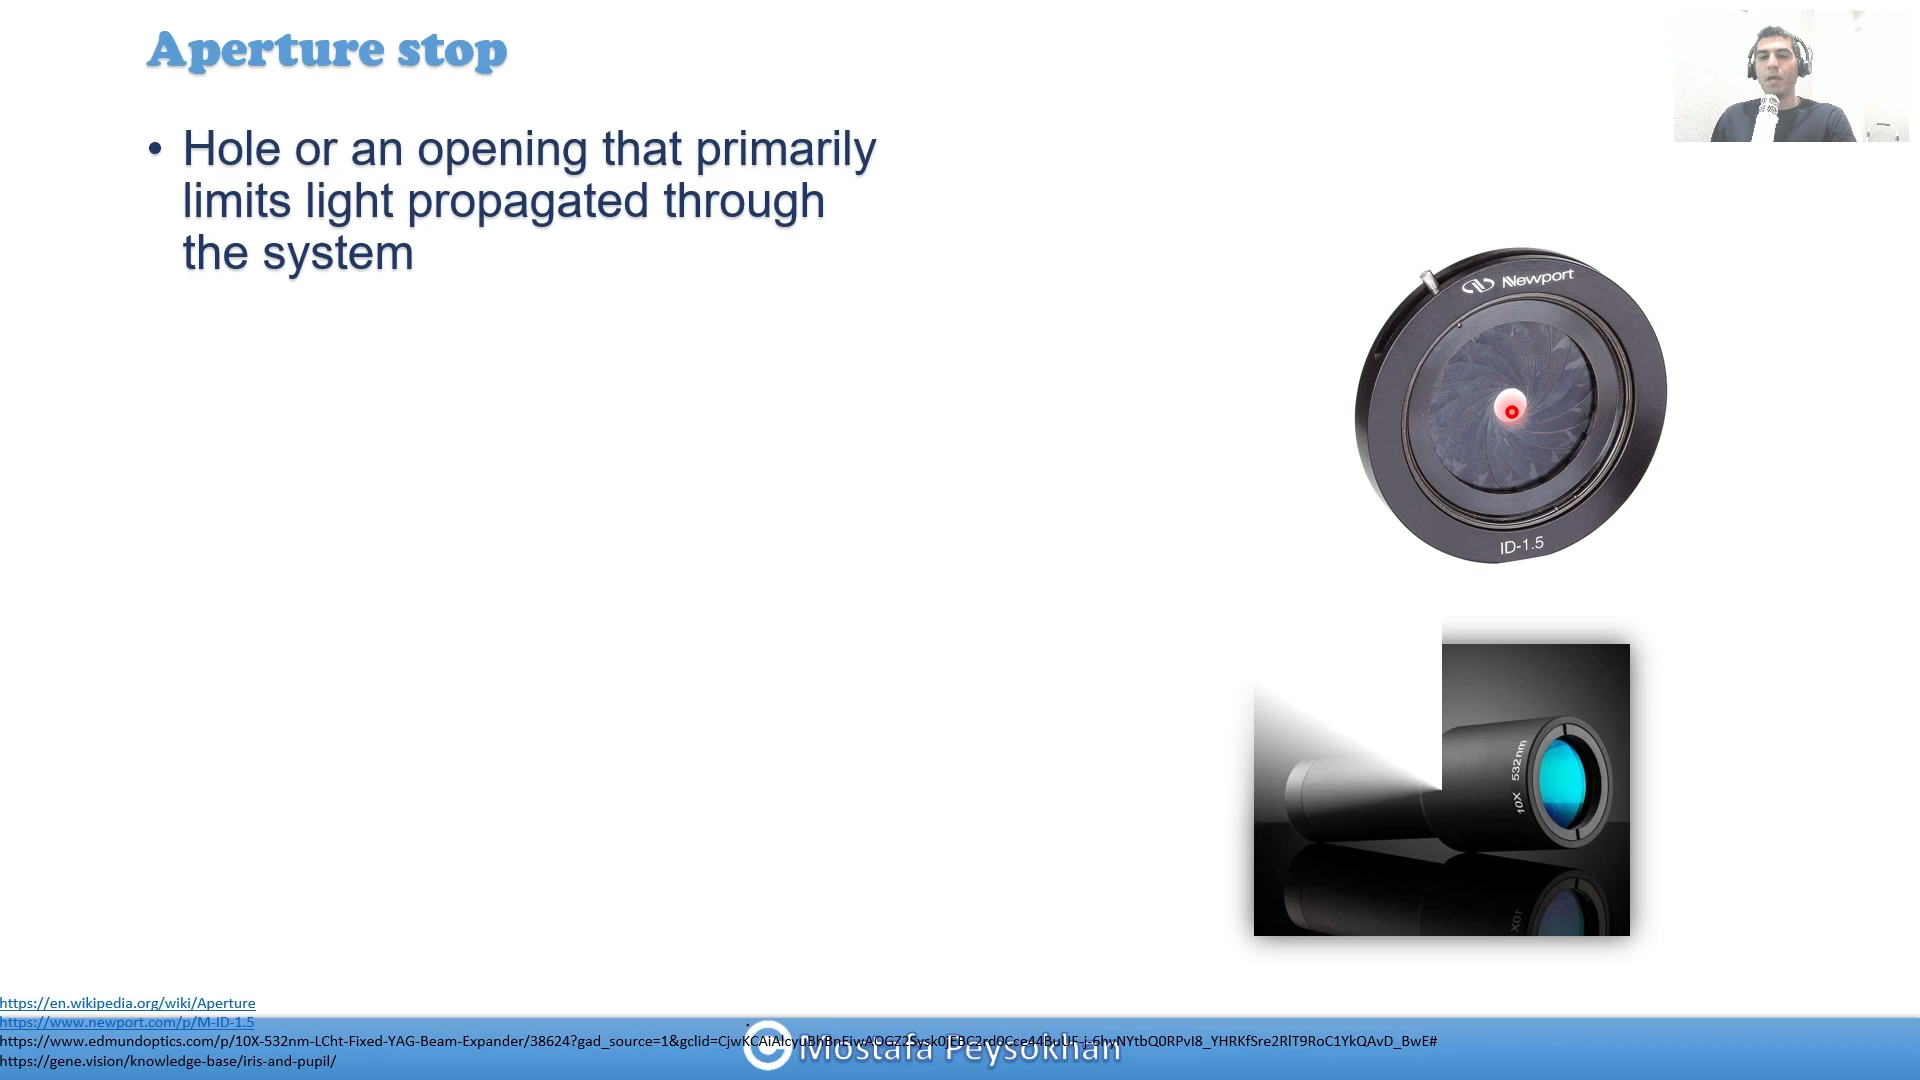 Aperture stop
• Hole or an opening that primarily
limits light propagated through
the system
Newport
ID-1.5
10X 532nm
10X
https://en.wikipedia.org/wiki/Aperture
https://www.newport.com/p/M-ID-1.5
https://www.edmundoptics.com/p/10X-532nm-LCht-Fixed-YAG-Beam-Expander/38624?gad_source=1&gclid=
https://gene.vision/knowledge-base/iris-and-pupil/
© Mostafa Peysokhan